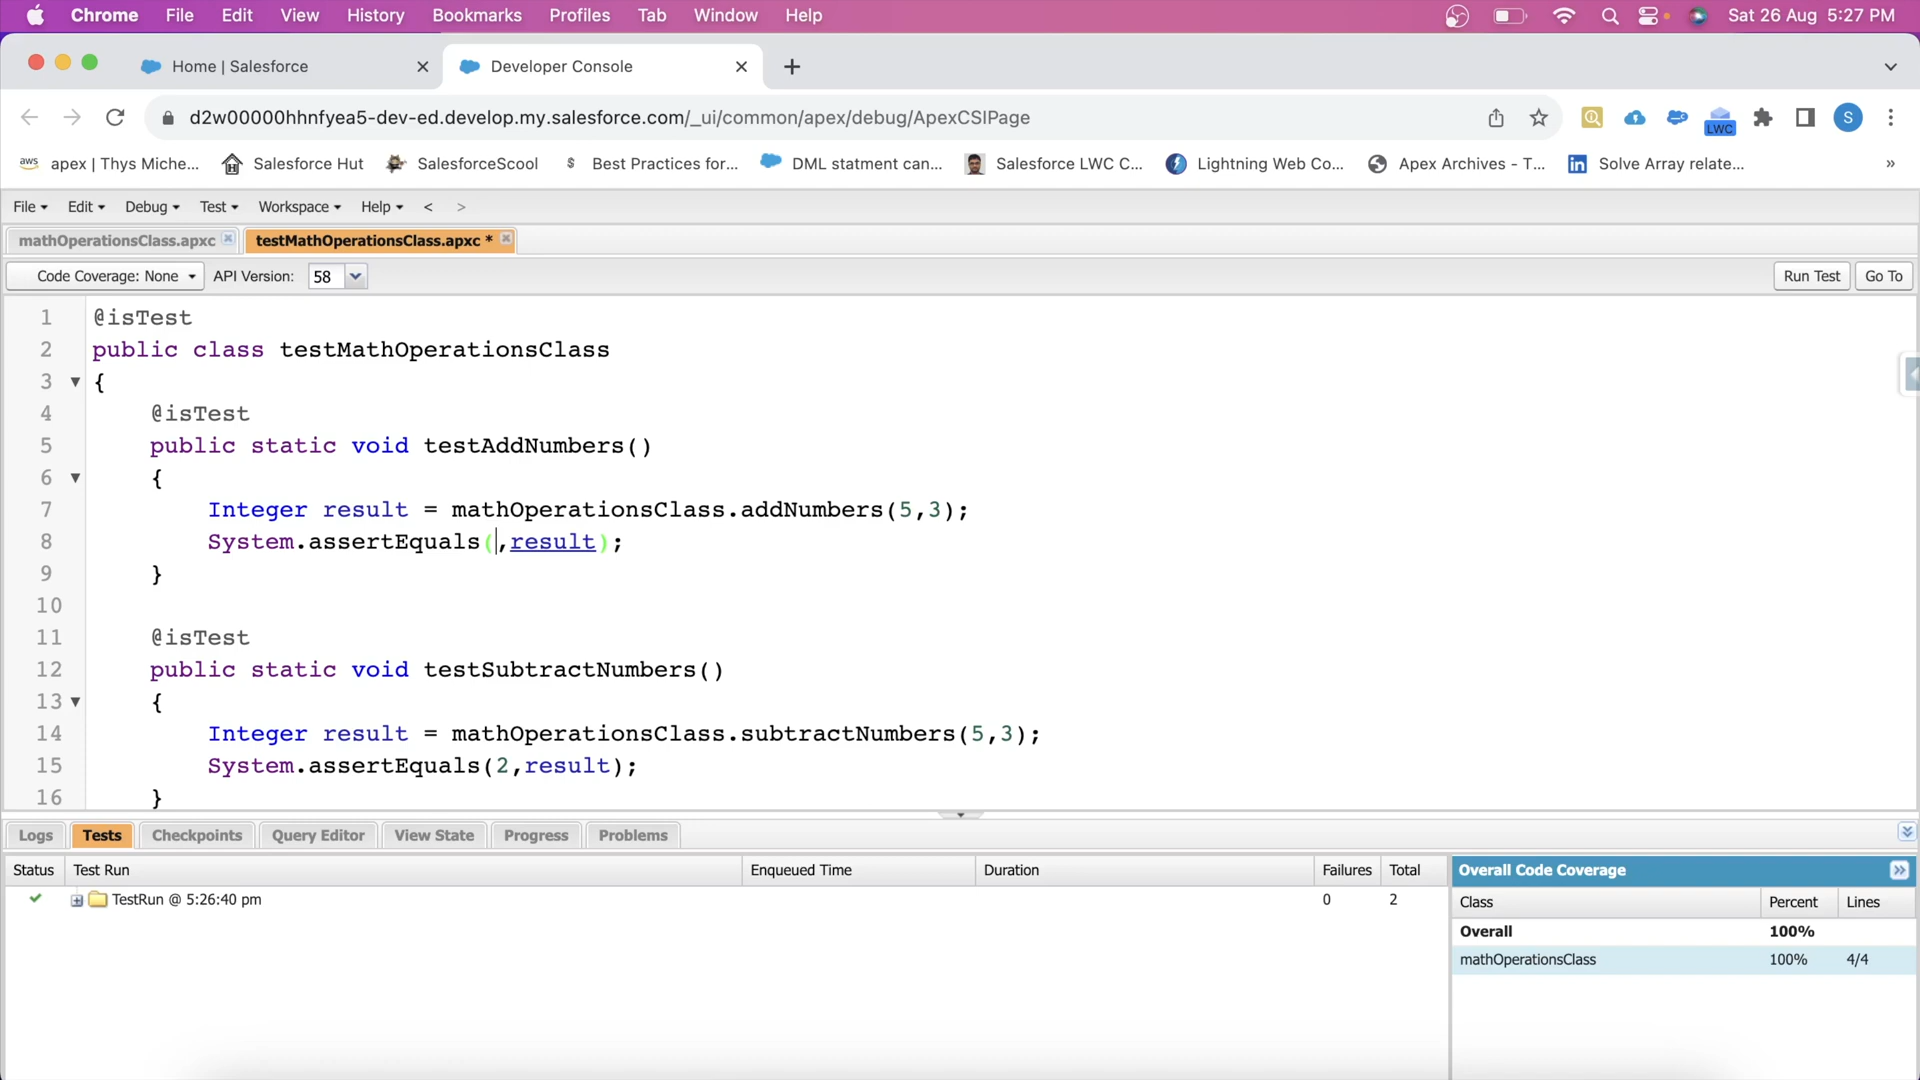 Chrome File Edit View History Bookmarks Profiles Tab Window Help Sat 26 Aug 5:27 PM
Home | Salesforce Developer Console
d2w00000hhnfyea5-dev-ed.develop.my.salesforce.com/_ui/common/apex/debug/ApexCSIPage LWC S
aws apex | Thys Miche... Salesforce Hut SalesforceScool S Best Practices for... DML statment can... Salesforce LWC C... Lightning Web Co... Apex Archives - T... in Solve Array relate... »
File Edit Debug Test Workspace Help < >
mathOperationsClass.apxc testMathOperationsClass.apxc *
Code Coverage: None API Version: 58 Run Test Go To
1 @isTest
2 public class testMathOperationsClass
3 {
4 @isTest
5 public static void testAddNumbers()
6 {
7 Integer result = mathOperationsClass.addNumbers(5,3);
8 System.assertEquals(,result);
9 }
10
11 @isTest
12 public static void testSubtractNumbers()
13 {
14 Integer result = mathOperationsClass.subtractNumbers(5,3);
15 System.assertEquals(2,result);
16 }
Logs Tests Checkpoints Query Editor View State Progress Problems
Status Test Run Enqueued Time Duration Failures Total
TestRun @ 5:26:40 pm 0 2
Overall Code Coverage
Class Percent Lines
Overall 100%
mathOperationsClass 100% 4/4